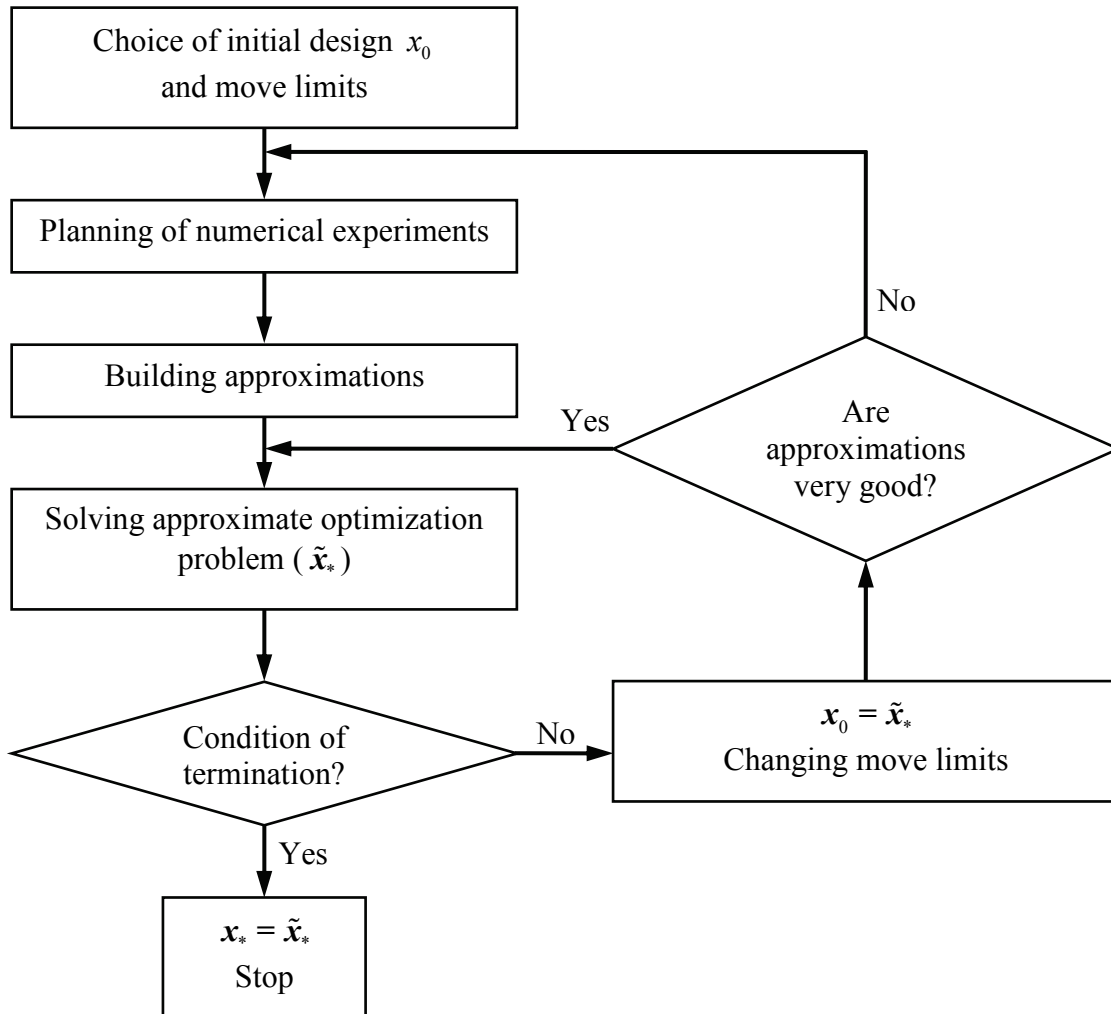 Choice of initial design x₀
and move limits
Planning of numerical experiments
Building approximations
Solving approximate optimization
problem ( x̃* )
Condition of
termination?
Yes
x* = x̃*
Stop
No
x₀ = x̃*
Changing move limits
Are
approximations
very good?
Yes
No